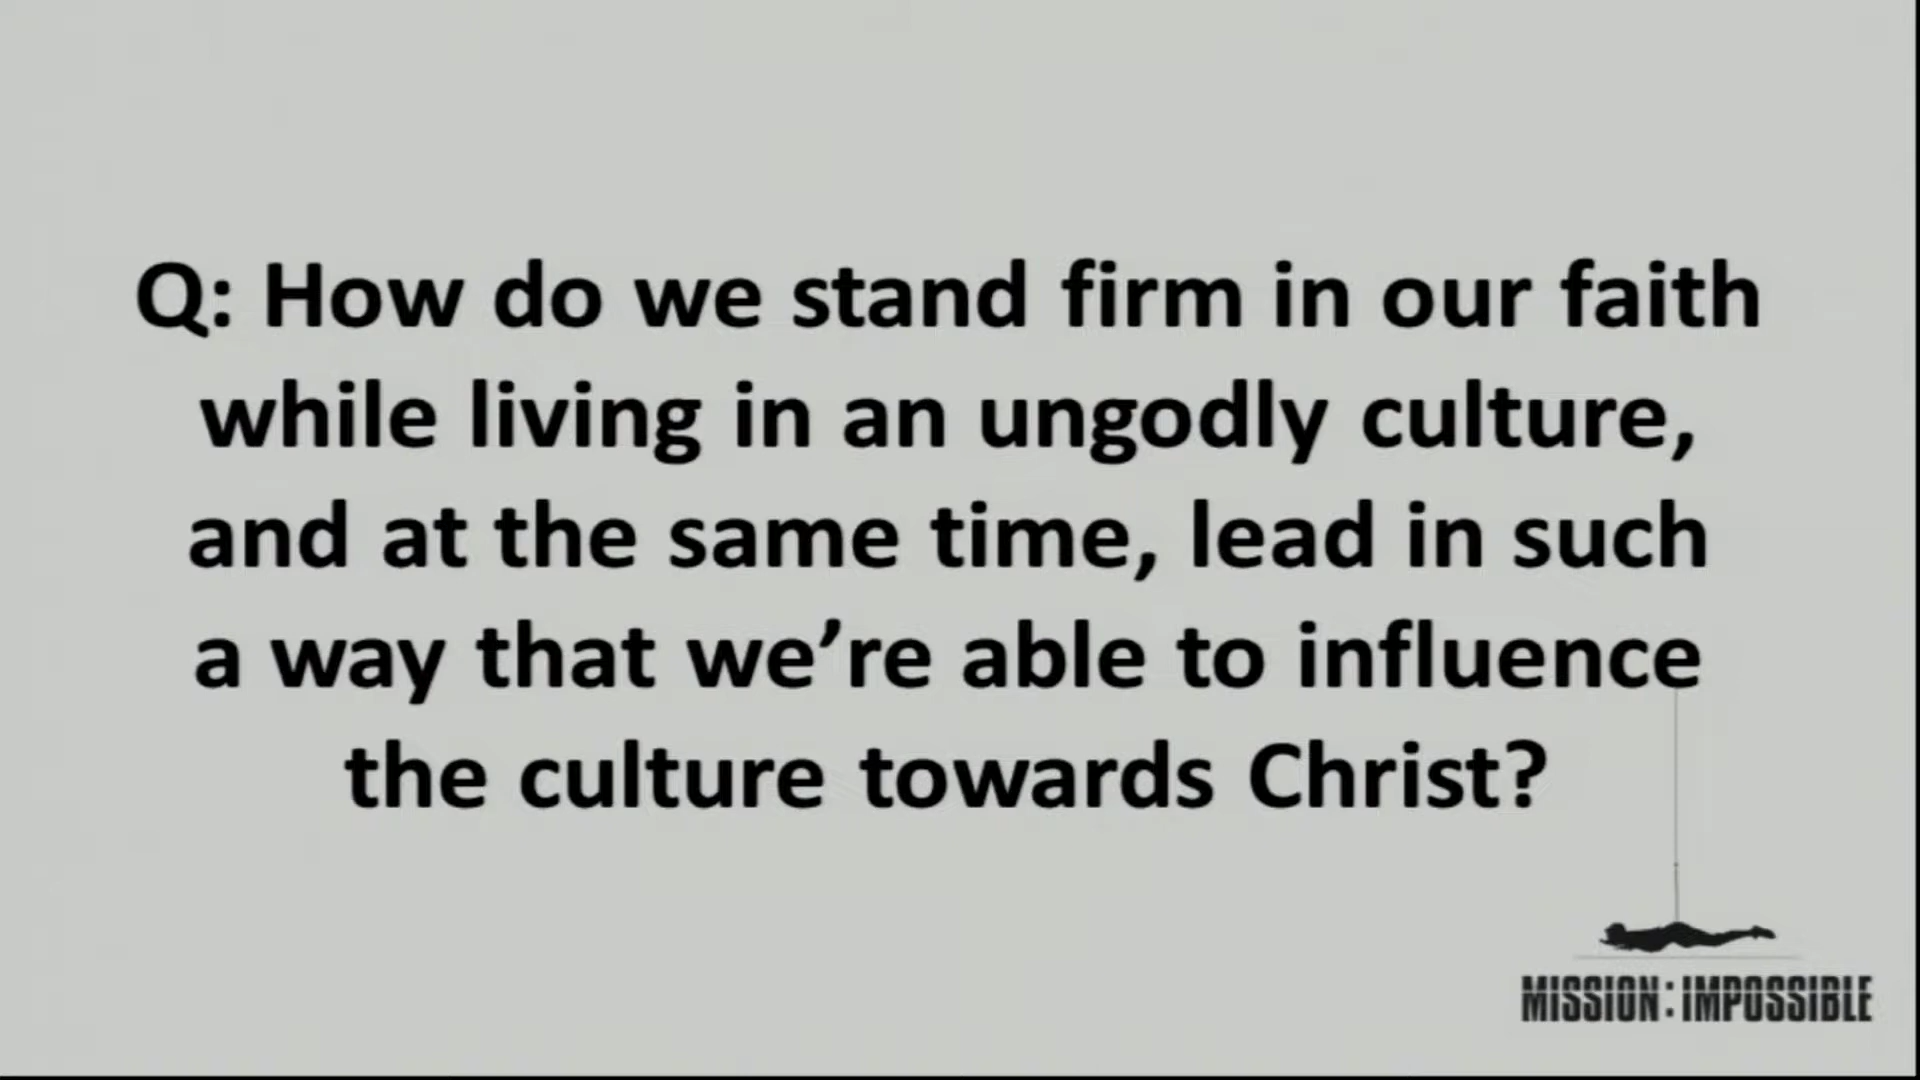 Q: How do we stand firm in our faith
while living in an ungodly culture,
and at the same time, lead in such
a way that we’re able to influence
the culture towards Christ?
MISSION:IMPOSSIBLE